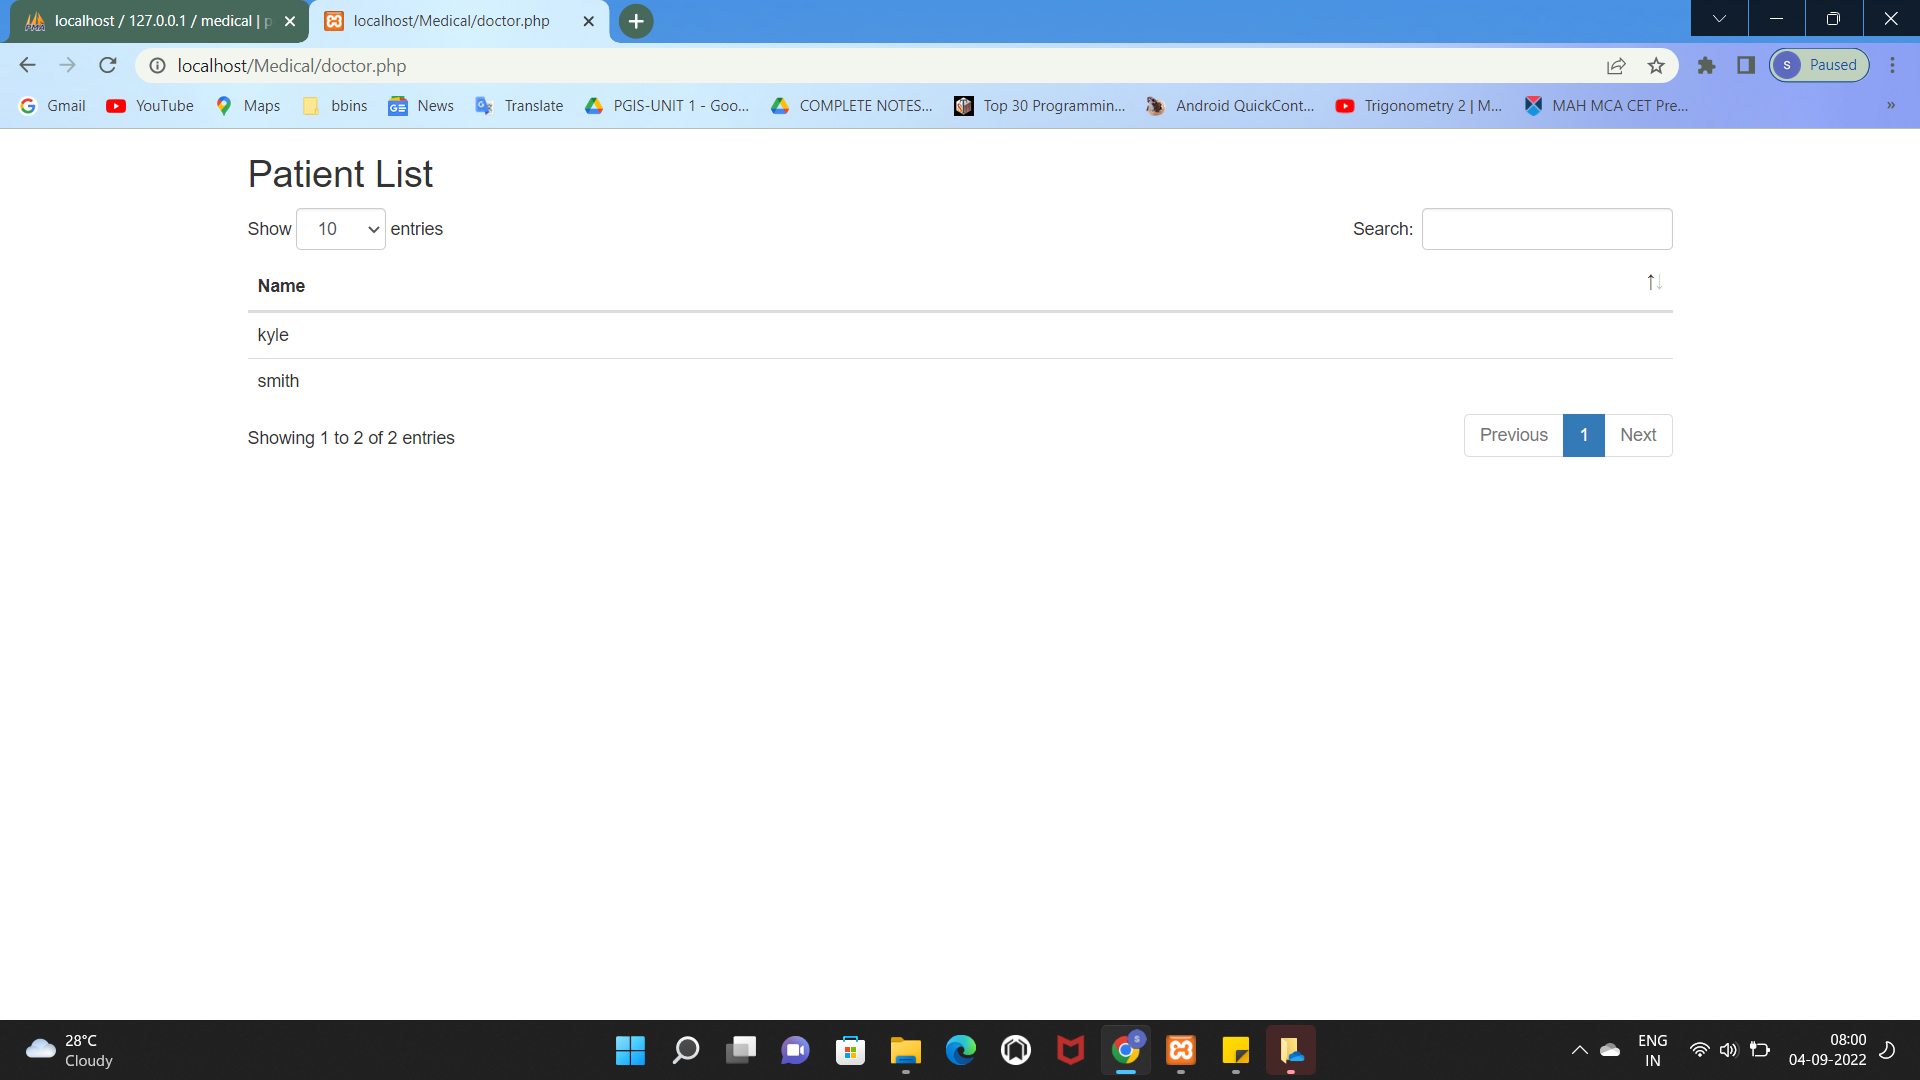 localhost / 127.0.0.1 / medical | p
localhost/Medical/doctor.php
localhost/Medical/doctor.php
S Paused
Gmail YouTube Maps bbins News Translate PGIS-UNIT 1 - Goo... COMPLETE NOTES... Top 30 Programmin... Android QuickCont... Trigonometry 2 | M... MAH MCA CET Pre... »
Patient List
Show 10 entries Search:
Name
kyle
smith
Showing 1 to 2 of 2 entries Previous 1 Next
28°C
Cloudy
ENG
IN
08:00
04-09-2022